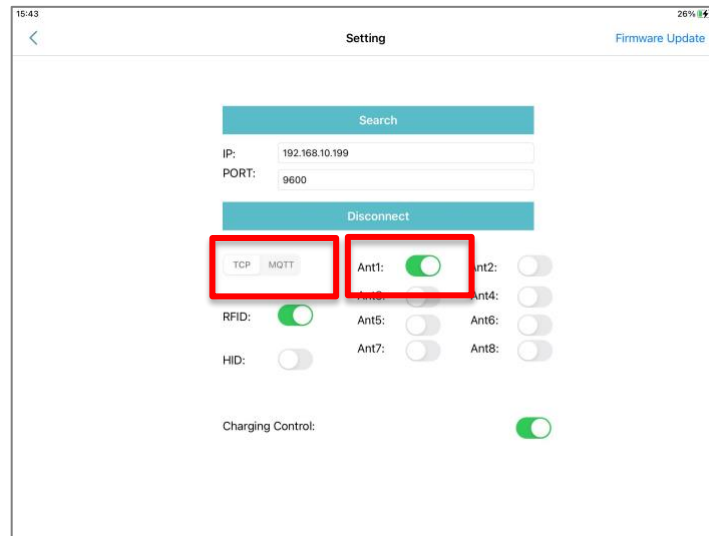 15:43
26%
Setting
Firmware Update
Search
IP:
192.168.10.199
PORT:
9600
Disconnect
TCP MQTT
Ant1:
Ant2:
Ant4:
RFID:
Ant5:
Ant6:
HID:
Ant7:
Ant8:
Charging Control: